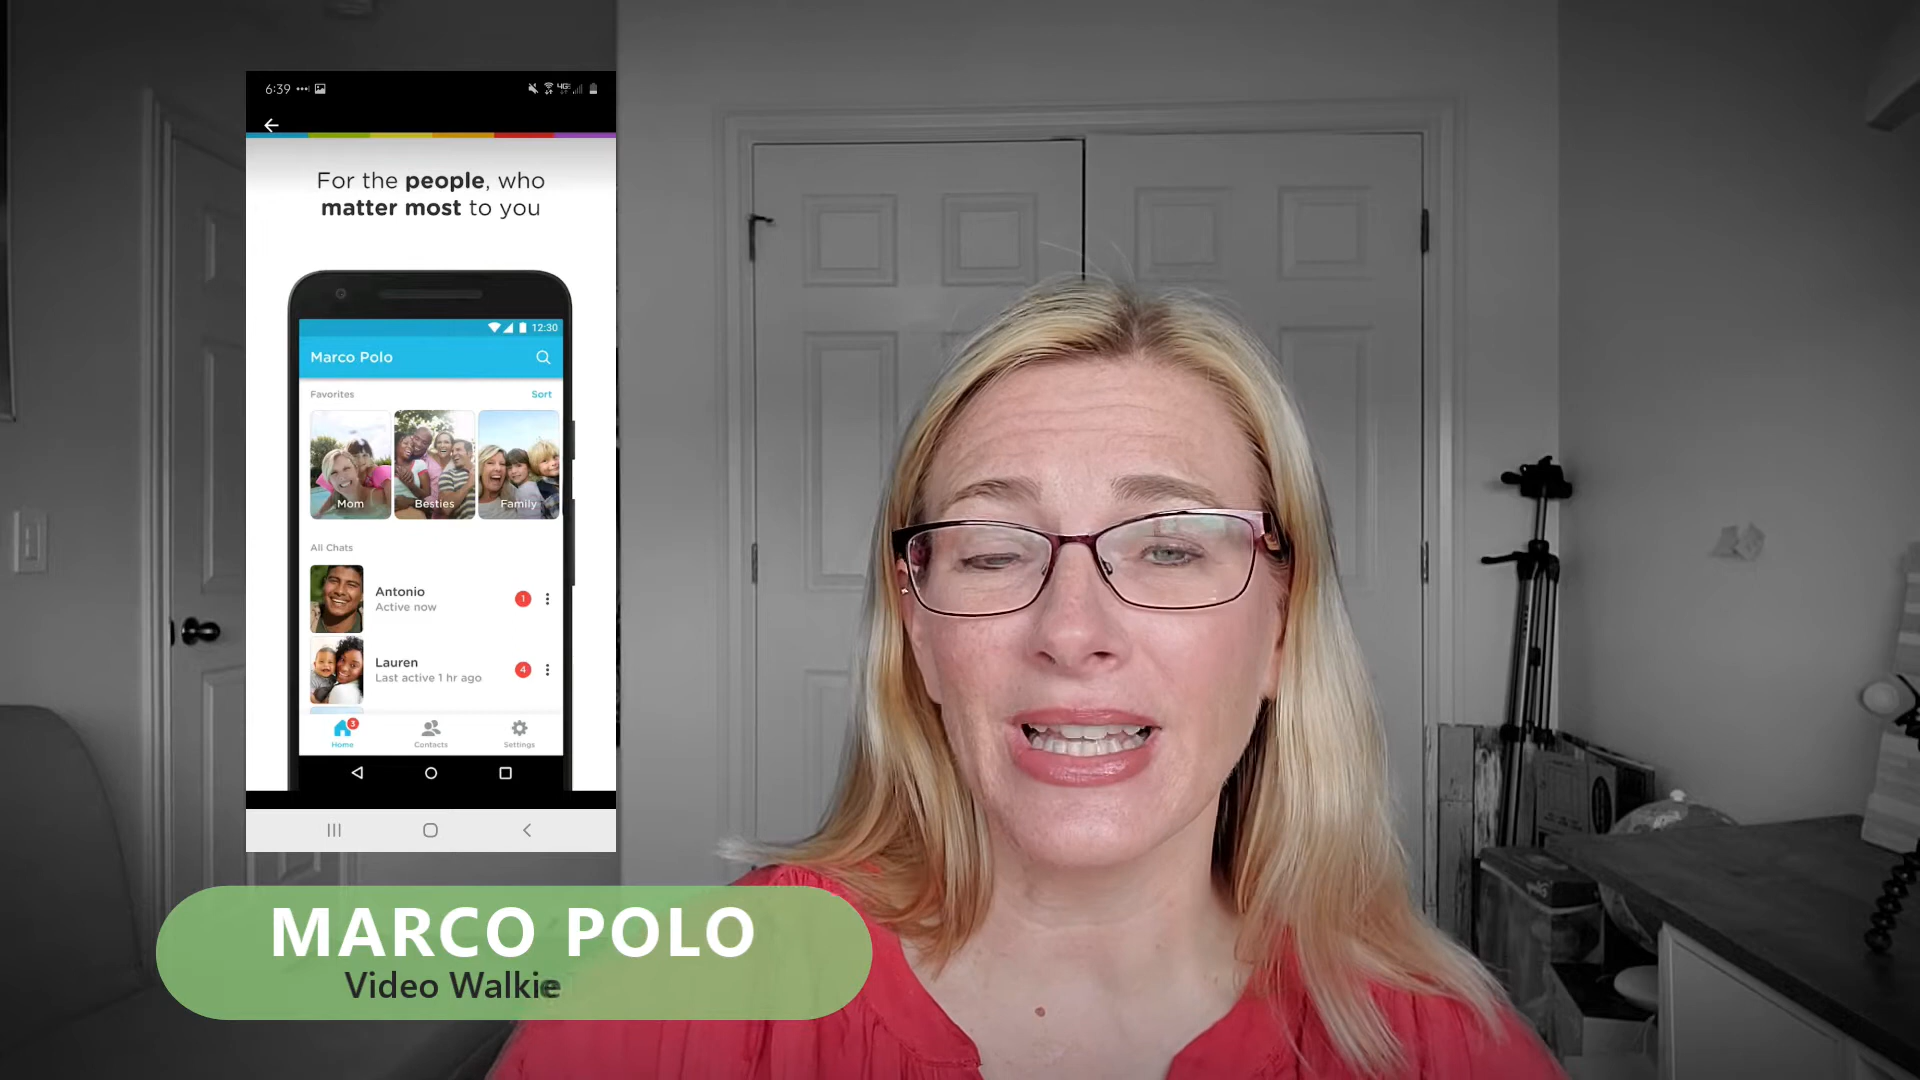 6:39
4GE
For the people, who
matter most to you
12:30
Marco Polo
Favorites Sort
Mom Besties Family
All Chats
Antonio
Active now
1
Lauren
Last active 1 hr ago
4
3
Home Contacts Settings
MARCO POLO
Video Walkie